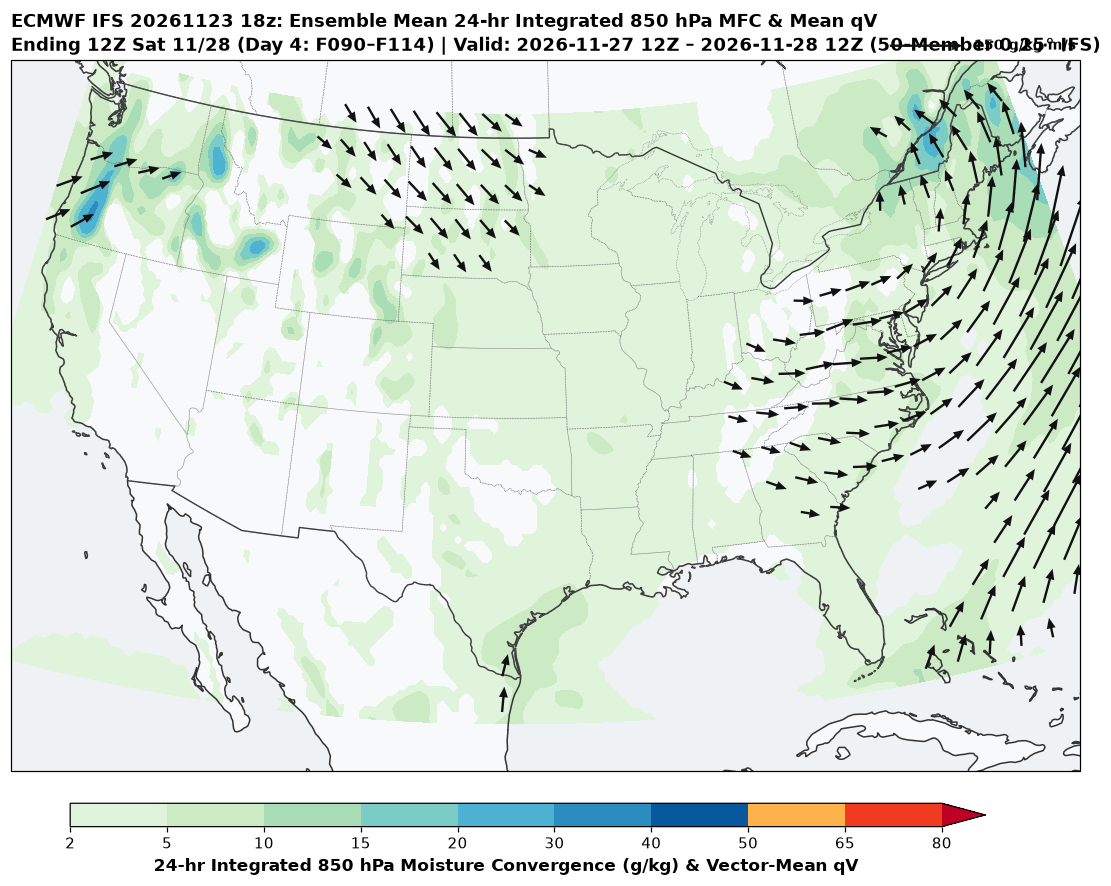 ECMWF IFS 20261123 18z: Ensemble Mean 24-hr Integrated 850 hPa MFC & Mean qV
Ending 12Z Sat 11/28 (Day 4: F090–F114) | Valid: 2026-11-27 12Z – 2026-11-28 12Z (50-Member 0.25° IFS)
150 g/kg·m/s
2 5 10 15 20 30 40 50 65 80
24-hr Integrated 850 hPa Moisture Convergence (g/kg) & Vector-Mean qV